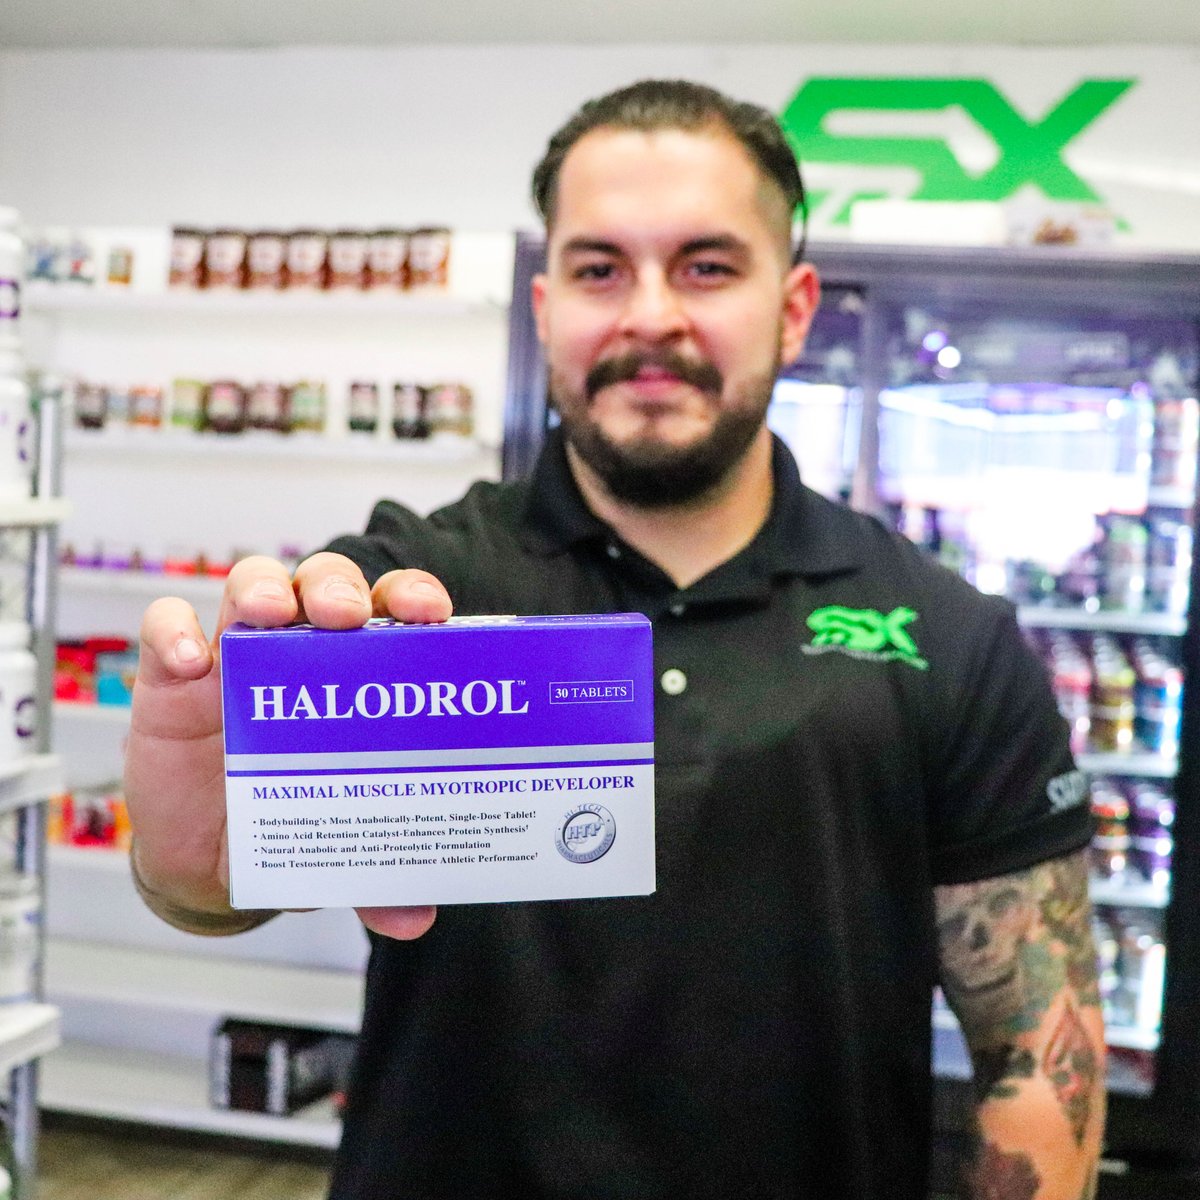 SX
SX
HALODROL™
30 TABLETS
MAXIMAL MUSCLE MYOTROPIC DEVELOPER
• Bodybuilding's Most Anabolically-Potent, Single-Dose Tablet!
• Amino Acid Retention Catalyst-Enhances Protein Synthesis†
• Natural Anabolic and Anti-Proteolytic Formulation
• Boost Testosterone Levels and Enhance Athletic Performance†
HI-TECH
HTP
PHARMACEUTICALS